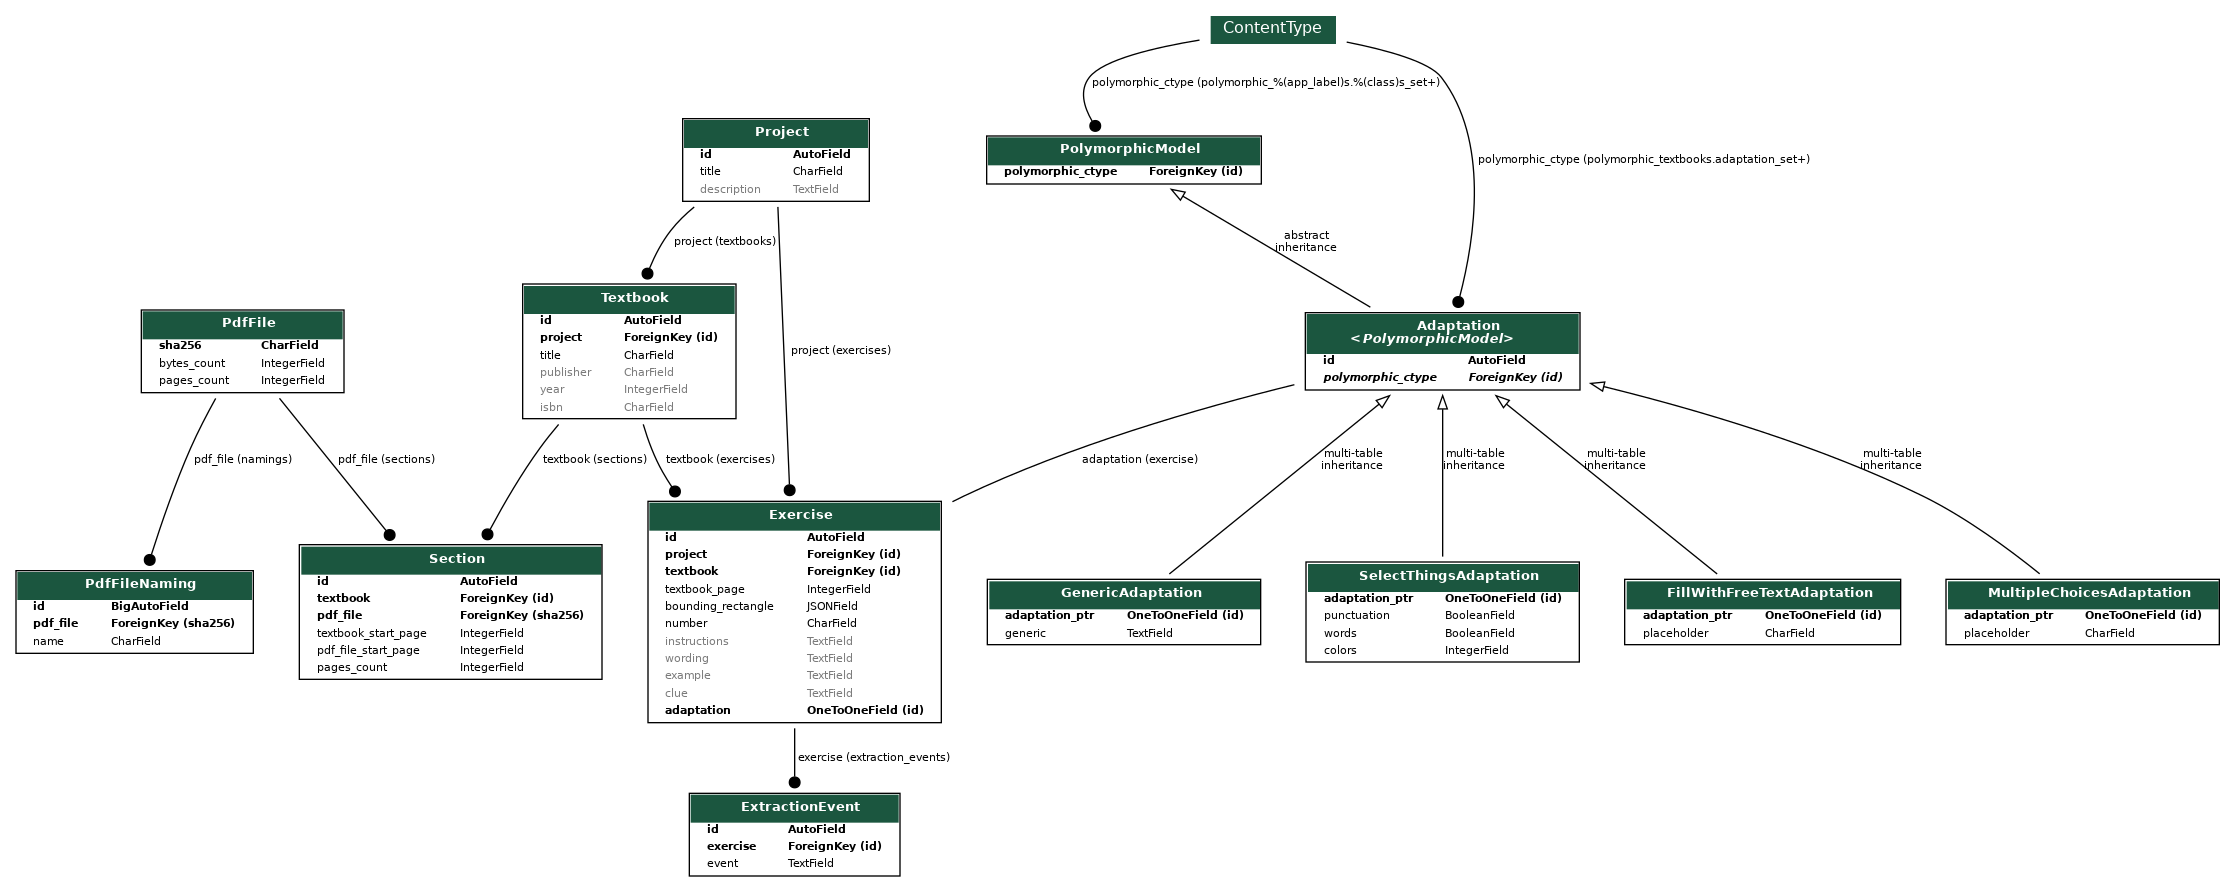 ContentType
polymorphic_ctype (polymorphic_%(app_label)s.%(class)s_set+)
polymorphic_ctype (polymorphic_textbooks.adaptation_set+)
Project
id AutoField
title CharField
description TextField
PolymorphicModel
polymorphic_ctype ForeignKey (id)
project (textbooks)
project (exercises)
abstract
inheritance
PdfFile
sha256 CharField
bytes_count IntegerField
pages_count IntegerField
Textbook
id AutoField
project ForeignKey (id)
title CharField
publisher CharField
year IntegerField
isbn CharField
Adaptation
<PolymorphicModel>
id AutoField
polymorphic_ctype ForeignKey (id)
pdf_file (namings)
pdf_file (sections)
textbook (sections)
textbook (exercises)
adaptation (exercise)
multi-table
inheritance
multi-table
inheritance
multi-table
inheritance
multi-table
inheritance
PdfFileNaming
id BigAutoField
pdf_file ForeignKey (sha256)
name CharField
Section
id AutoField
textbook ForeignKey (id)
pdf_file ForeignKey (sha256)
textbook_start_page IntegerField
pdf_file_start_page IntegerField
pages_count IntegerField
Exercise
id AutoField
project ForeignKey (id)
textbook ForeignKey (id)
textbook_page IntegerField
bounding_rectangle JSONField
number CharField
instructions TextField
wording TextField
example TextField
clue TextField
adaptation OneToOneField (id)
GenericAdaptation
adaptation_ptr OneToOneField (id)
generic TextField
SelectThingsAdaptation
adaptation_ptr OneToOneField (id)
punctuation BooleanField
words BooleanField
colors IntegerField
FillWithFreeTextAdaptation
adaptation_ptr OneToOneField (id)
placeholder CharField
MultipleChoicesAdaptation
adaptation_ptr OneToOneField (id)
placeholder CharField
exercise (extraction_events)
ExtractionEvent
id AutoField
exercise ForeignKey (id)
event TextField